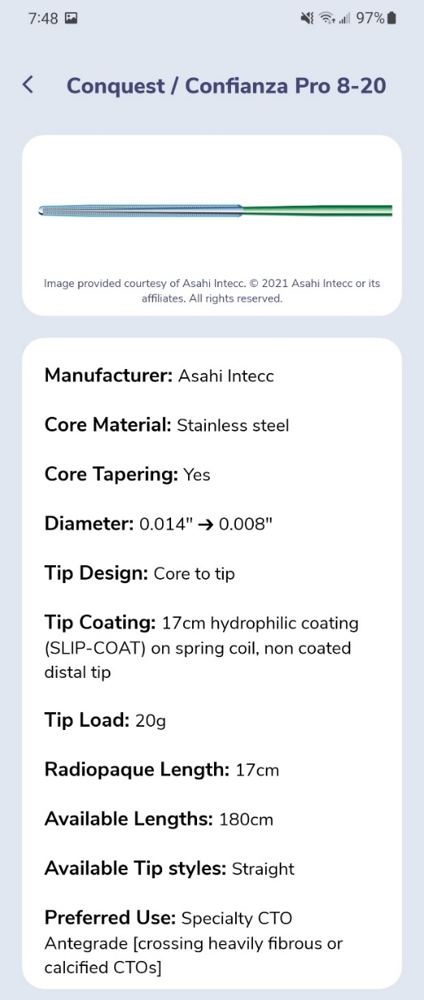 7:48 97%
Conquest / Confianza Pro 8-20
Image provided courtesy of Asahi Intecc. © 2021 Asahi Intecc or its
affiliates. All rights reserved.
Manufacturer: Asahi Intecc
Core Material: Stainless steel
Core Tapering: Yes
Diameter: 0.014" ➔ 0.008"
Tip Design: Core to tip
Tip Coating: 17cm hydrophilic coating
(SLIP-COAT) on spring coil, non coated
distal tip
Tip Load: 20g
Radiopaque Length: 17cm
Available Lengths: 180cm
Available Tip styles: Straight
Preferred Use: Specialty CTO
Antegrade [crossing heavily fibrous or
calcified CTOs]